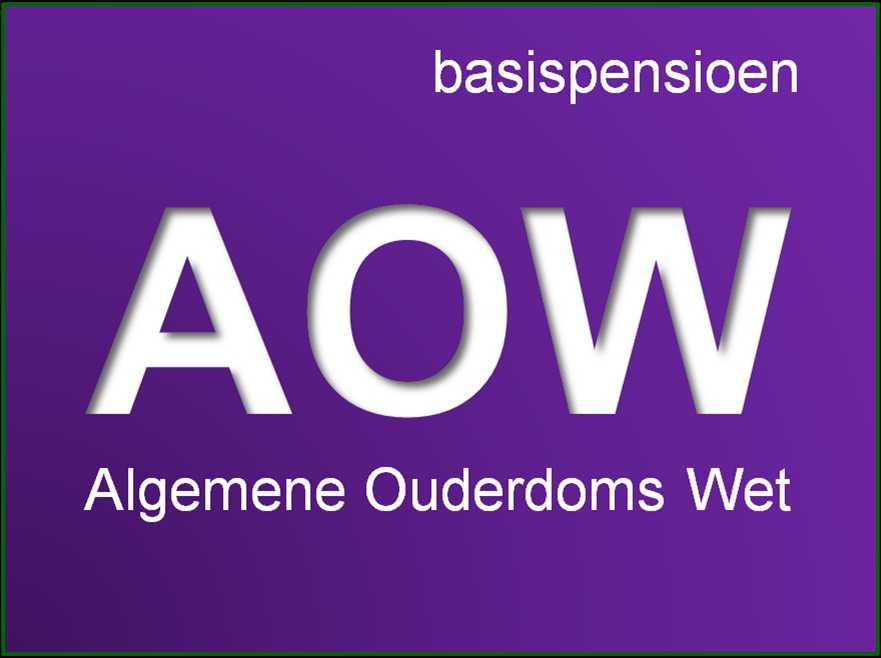 basispensioen
AOW
Algemene Ouderdoms Wet